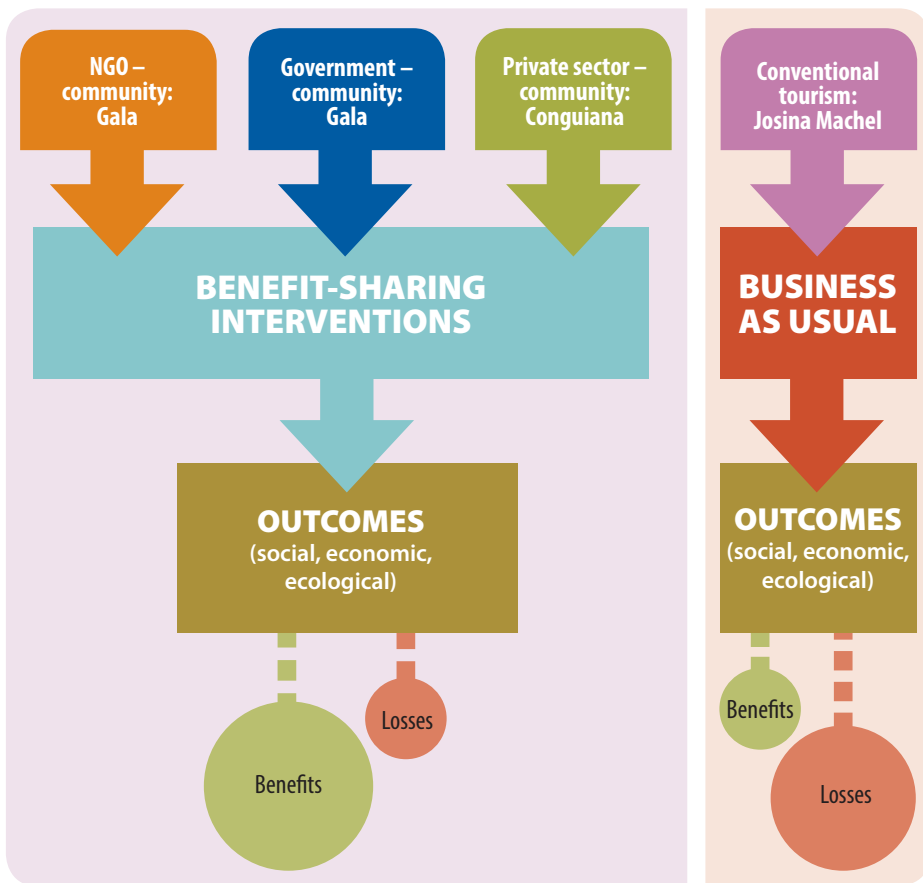 NGO –
community:
Gala
Government –
community:
Gala
Private sector –
community:
Conguiana
Conventional
tourism:
Josina Machel
BENEFIT-SHARING
INTERVENTIONS
BUSINESS
AS USUAL
OUTCOMES
(social, economic,
ecological)
OUTCOMES
(social, economic,
ecological)
Benefits
Losses
Benefits
Losses